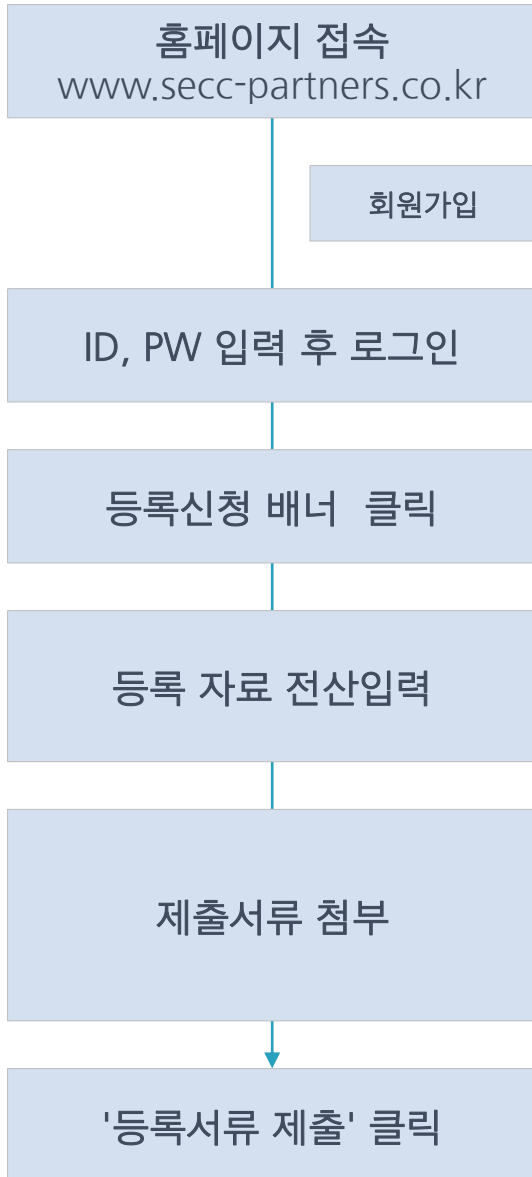 홈페이지 접속
www.secc-partners.co.kr
회원가입
ID, PW 입력 후 로그인
등록신청 배너 클릭
등록 자료 전산입력
제출서류 첨부
'등록서류 제출' 클릭